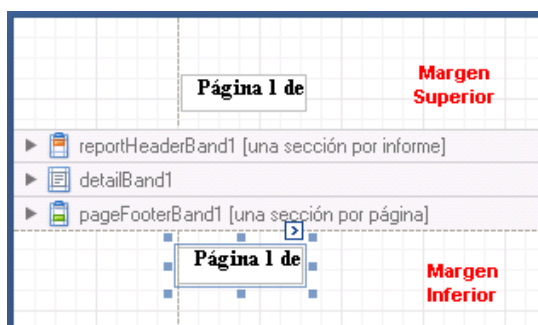 Página 1 de
Margen
Superior
reportHeaderBand1 [una sección por informe]
detailBand1
pageFooterBand1 [una sección por página]
Página 1 de
Margen
Inferior